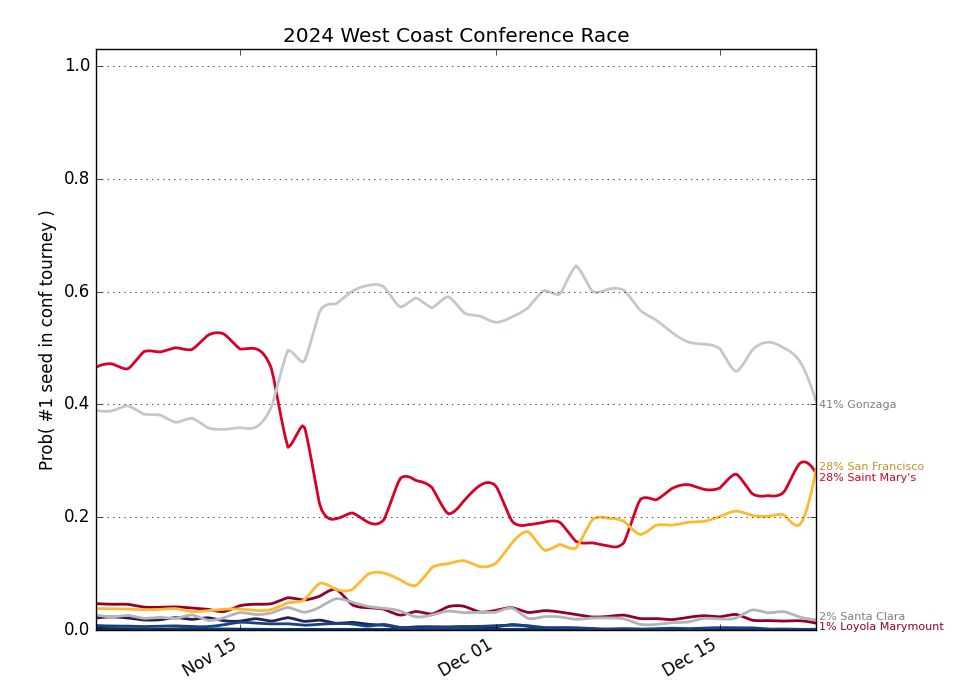 2024 West Coast Conference Race
Prob( #1 seed in conf tourney )
1.0
0.8
0.6
0.4
0.2
0.0
Nov 15
Dec 01
Dec 15
41% Gonzaga
28% San Francisco
28% Saint Mary's
2% Santa Clara
1% Loyola Marymount